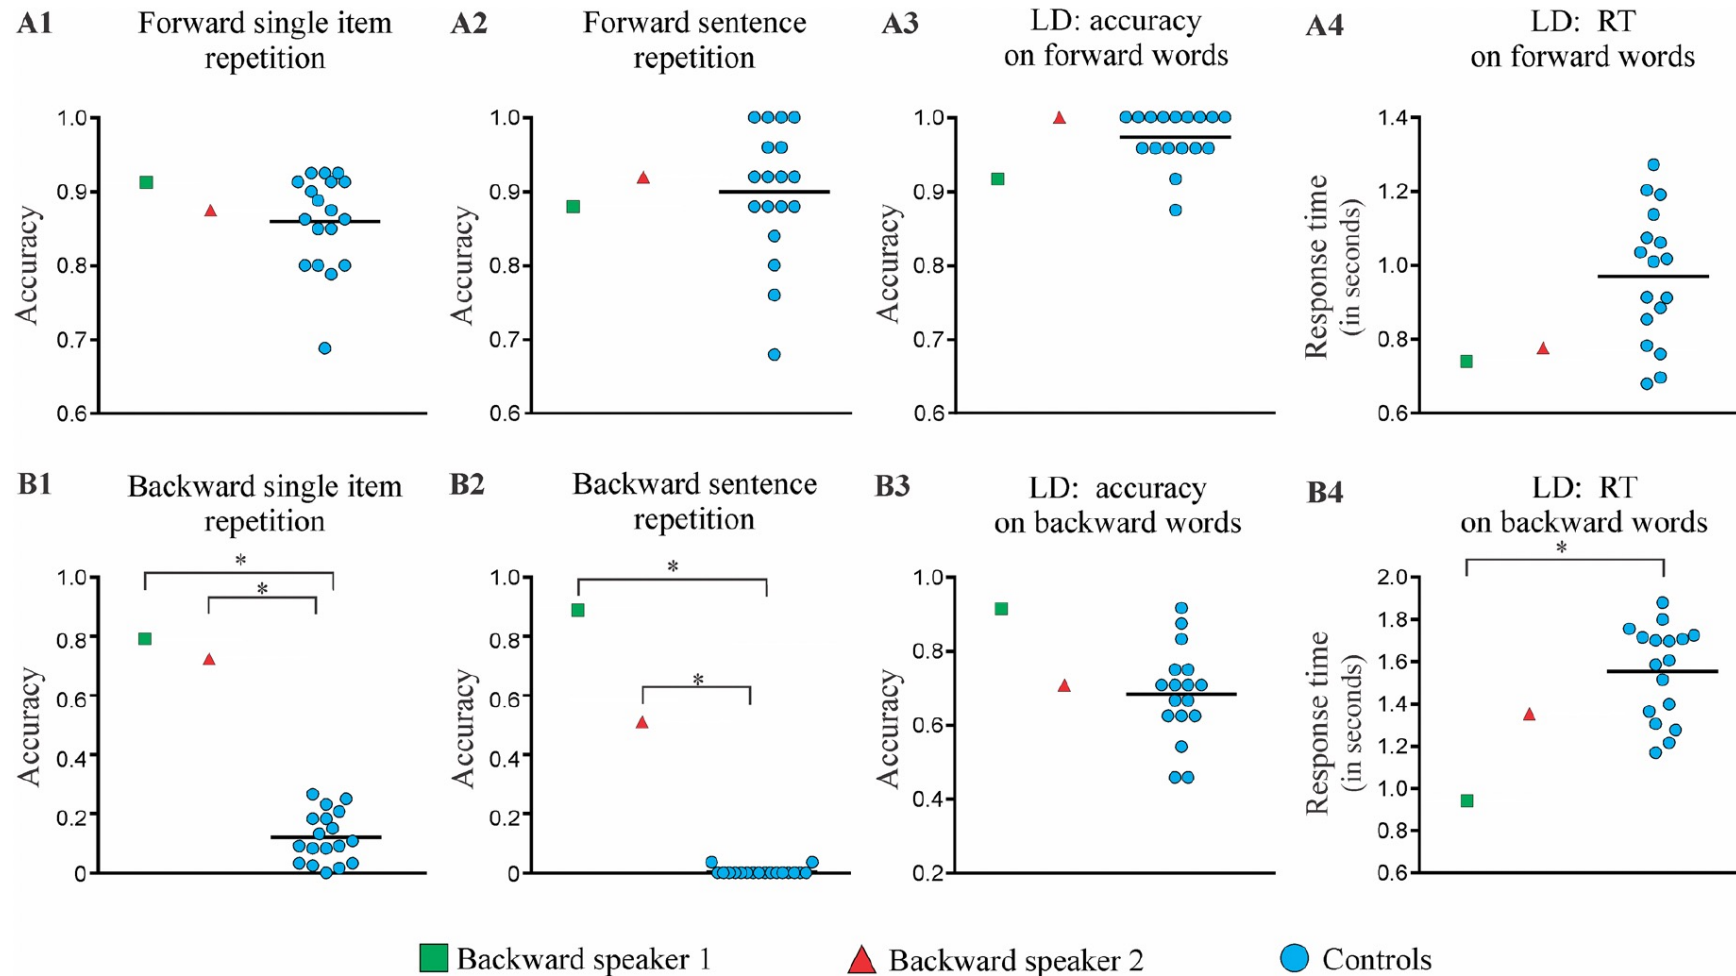 A1 Forward single item
repetition
A2 Forward sentence
repetition
A3 LD: accuracy
on forward words
A4 LD: RT
on forward words
Accuracy
1.0
0.9
0.8
0.7
0.6
Accuracy
1.0
0.9
0.8
0.7
0.6
Accuracy
1.0
0.9
0.8
0.7
0.6
Response time
(in seconds)
1.4
1.2
1.0
0.8
0.6
B1 Backward single item
repetition
B2 Backward sentence
repetition
B3 LD: accuracy
on backward words
B4 LD: RT
on backward words
Accuracy
1.0
0.8
0.6
0.4
0.2
0
*
*
Accuracy
1.0
0.8
0.6
0.4
0.2
0
*
*
Accuracy
1.0
0.8
0.6
0.4
0.2
Response time
(in seconds)
2.0
1.8
1.6
1.4
1.2
1.0
0.8
0.6
*
Backward speaker 1
Backward speaker 2
Controls